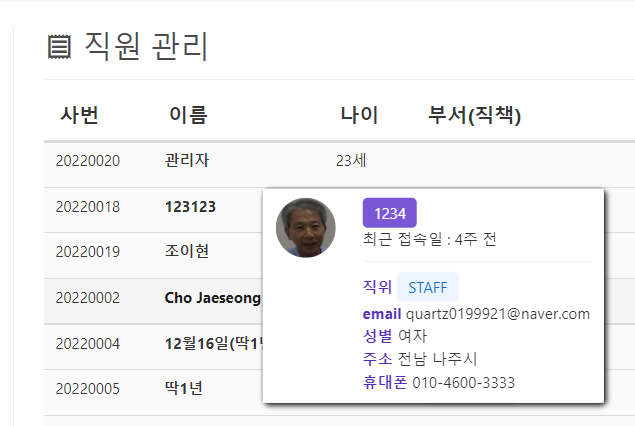 직원 관리
사번 이름 나이 부서(직책)
20220020 관리자 23세
20220018 123123
20220019 조이현
20220002 Cho Jaeseong
20220004 12월16일(딱1년
20220005 딱1년
1234
최근 접속일 : 4주 전
직위 STAFF
email quartz0199921@naver.com
성별 여자
주소 전남 나주시
휴대폰 010-4600-3333